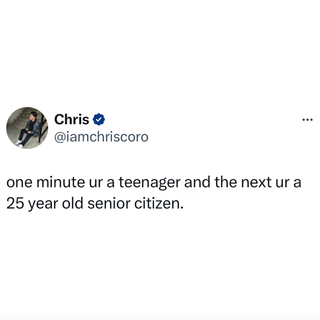 Chris
@iamchriscoro
one minute ur a teenager and the next ur a
25 year old senior citizen.